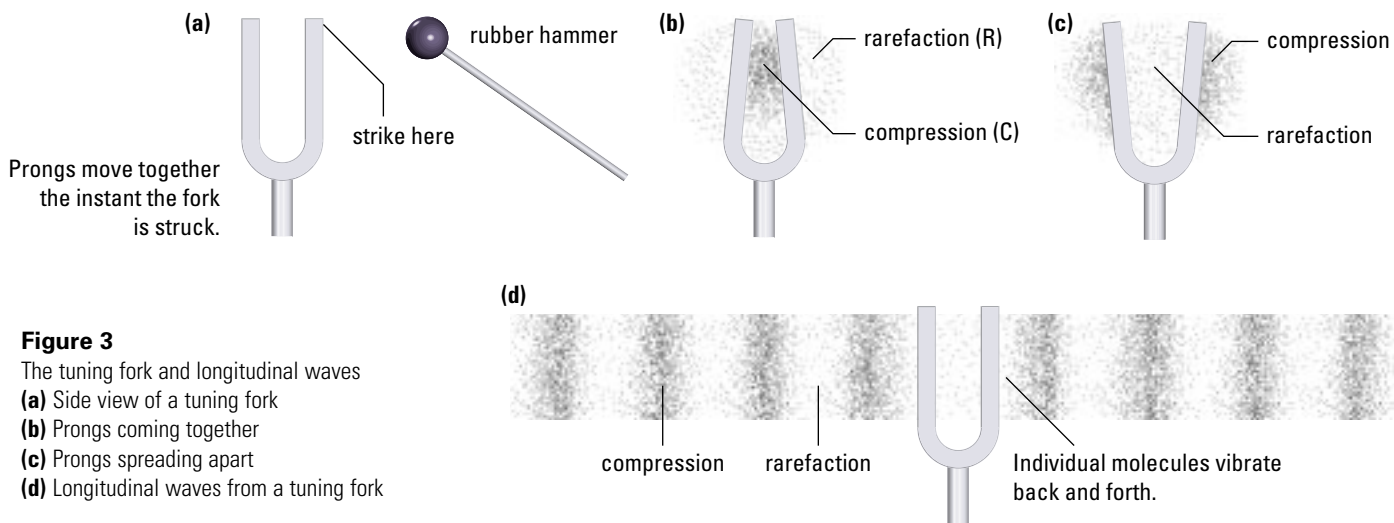 (a)
rubber hammer
strike here
Prongs move together
the instant the fork
is struck.
(b)
rarefaction (R)
compression (C)
(c)
compression
rarefaction
(d)
compression
rarefaction
Individual molecules vibrate
back and forth.
Figure 3
The tuning fork and longitudinal waves
(a) Side view of a tuning fork
(b) Prongs coming together
(c) Prongs spreading apart
(d) Longitudinal waves from a tuning fork